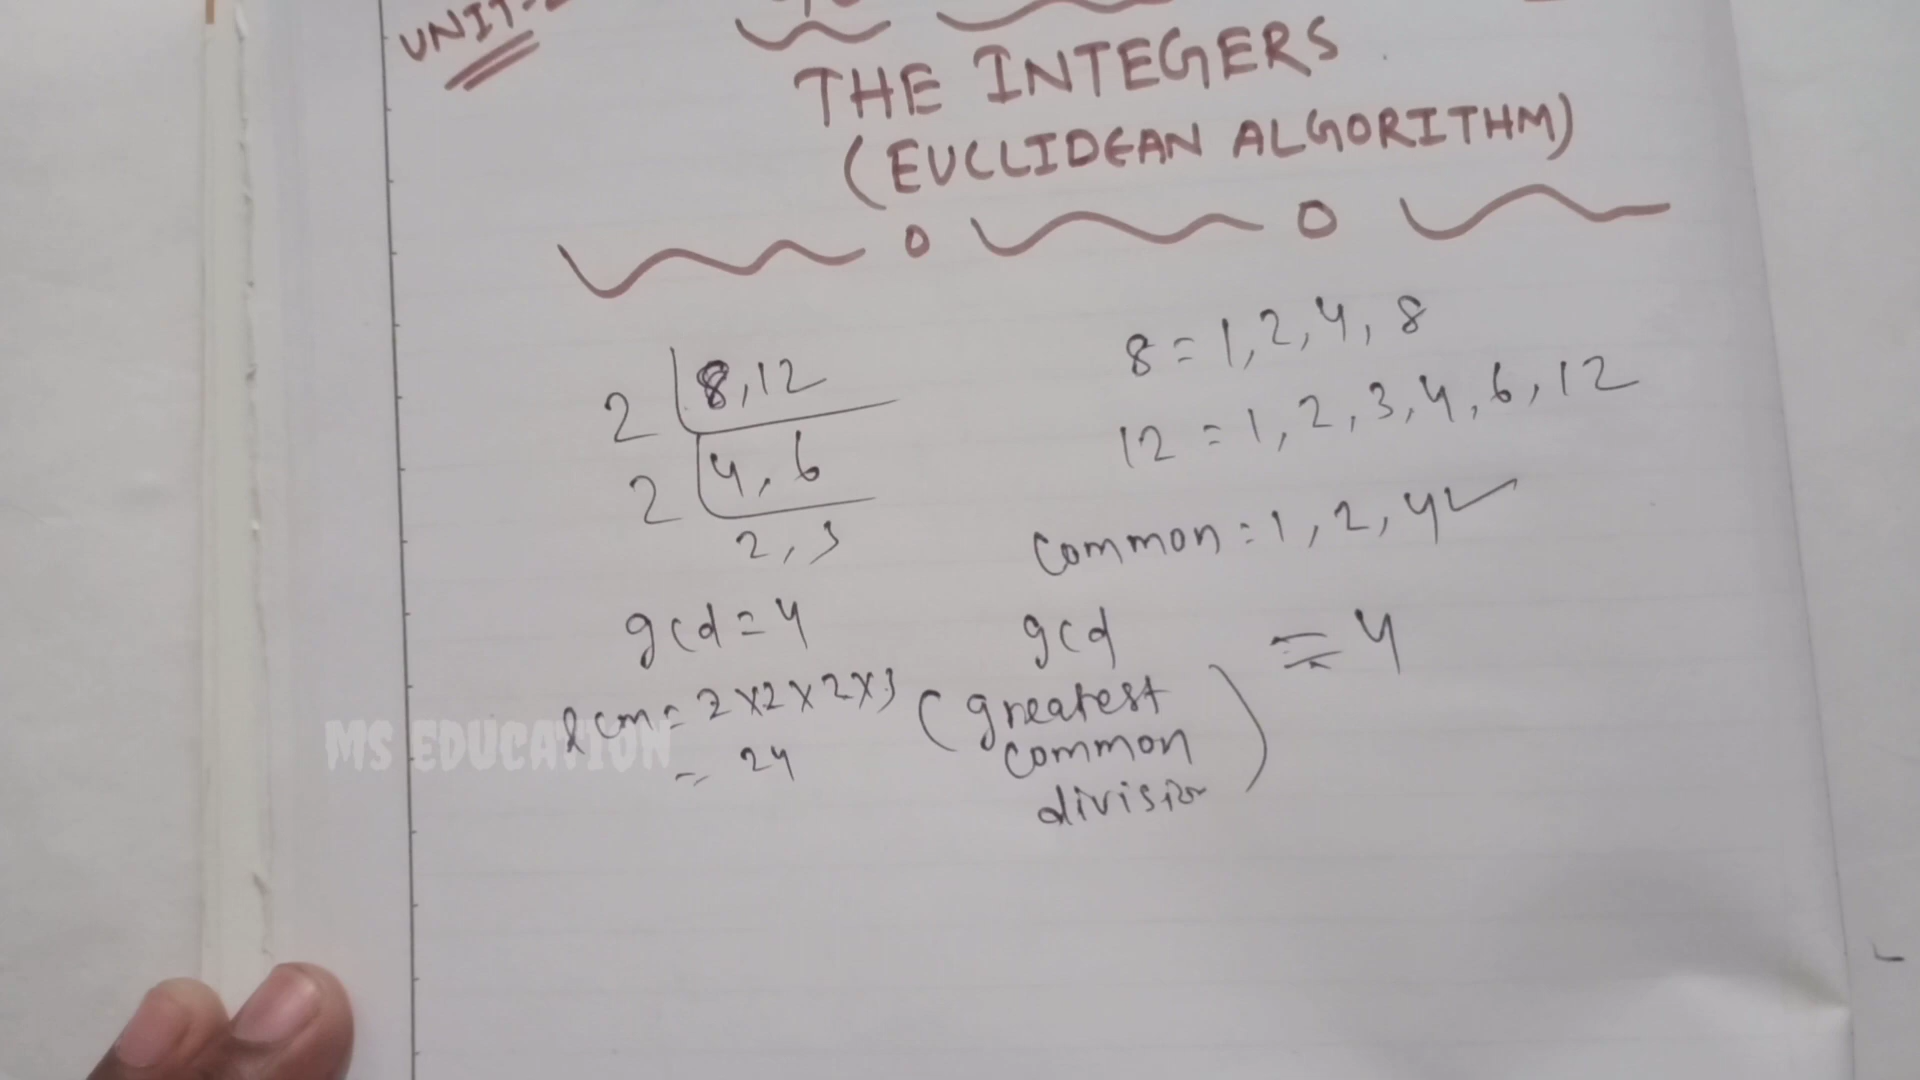 UNIT-
THE INTEGERS
(EUCLIDEAN ALGORITHM)
2 8,12
2 4,6
2,3
gcd=4
lcm=2×2×2×3
= 24
8=1,2,4,8
12=1,2,3,4,6,12
common:1,2,4✓
gcd = 4
(greatest
common
division)
MS EDUCATION